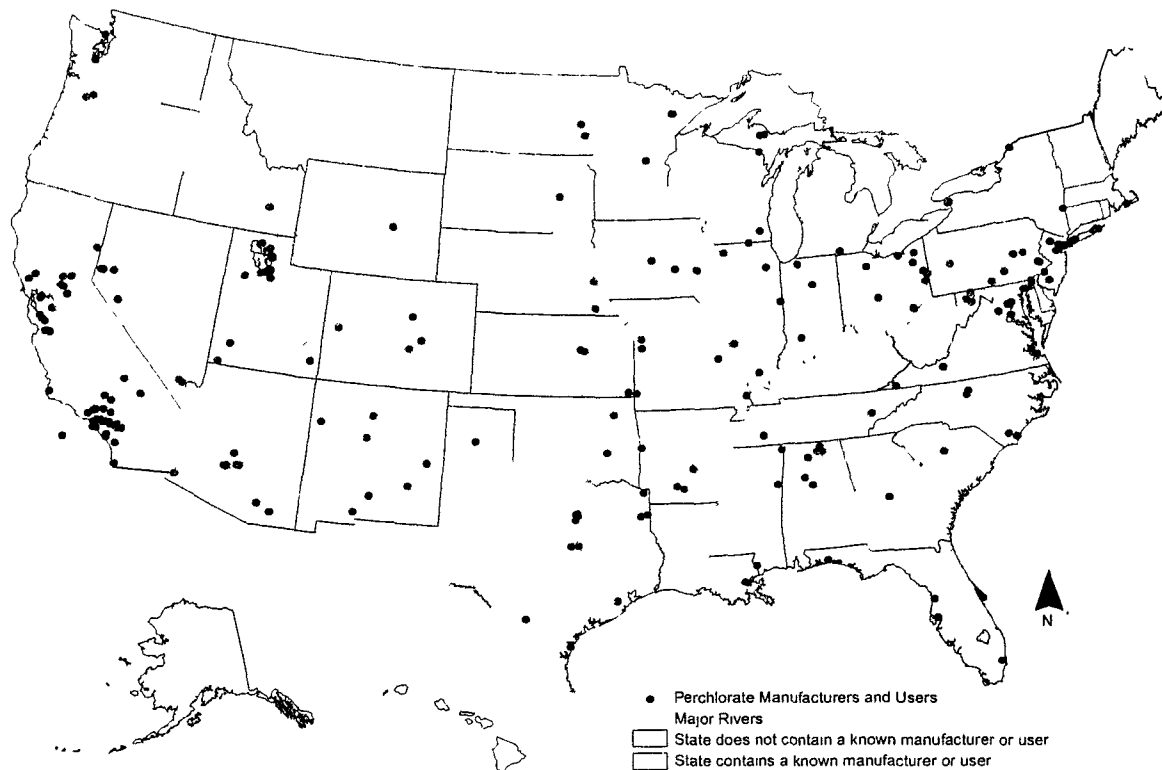 N
Perchlorate Manufacturers and Users
Major Rivers
State does not contain a known manufacturer or user
State contains a known manufacturer or user